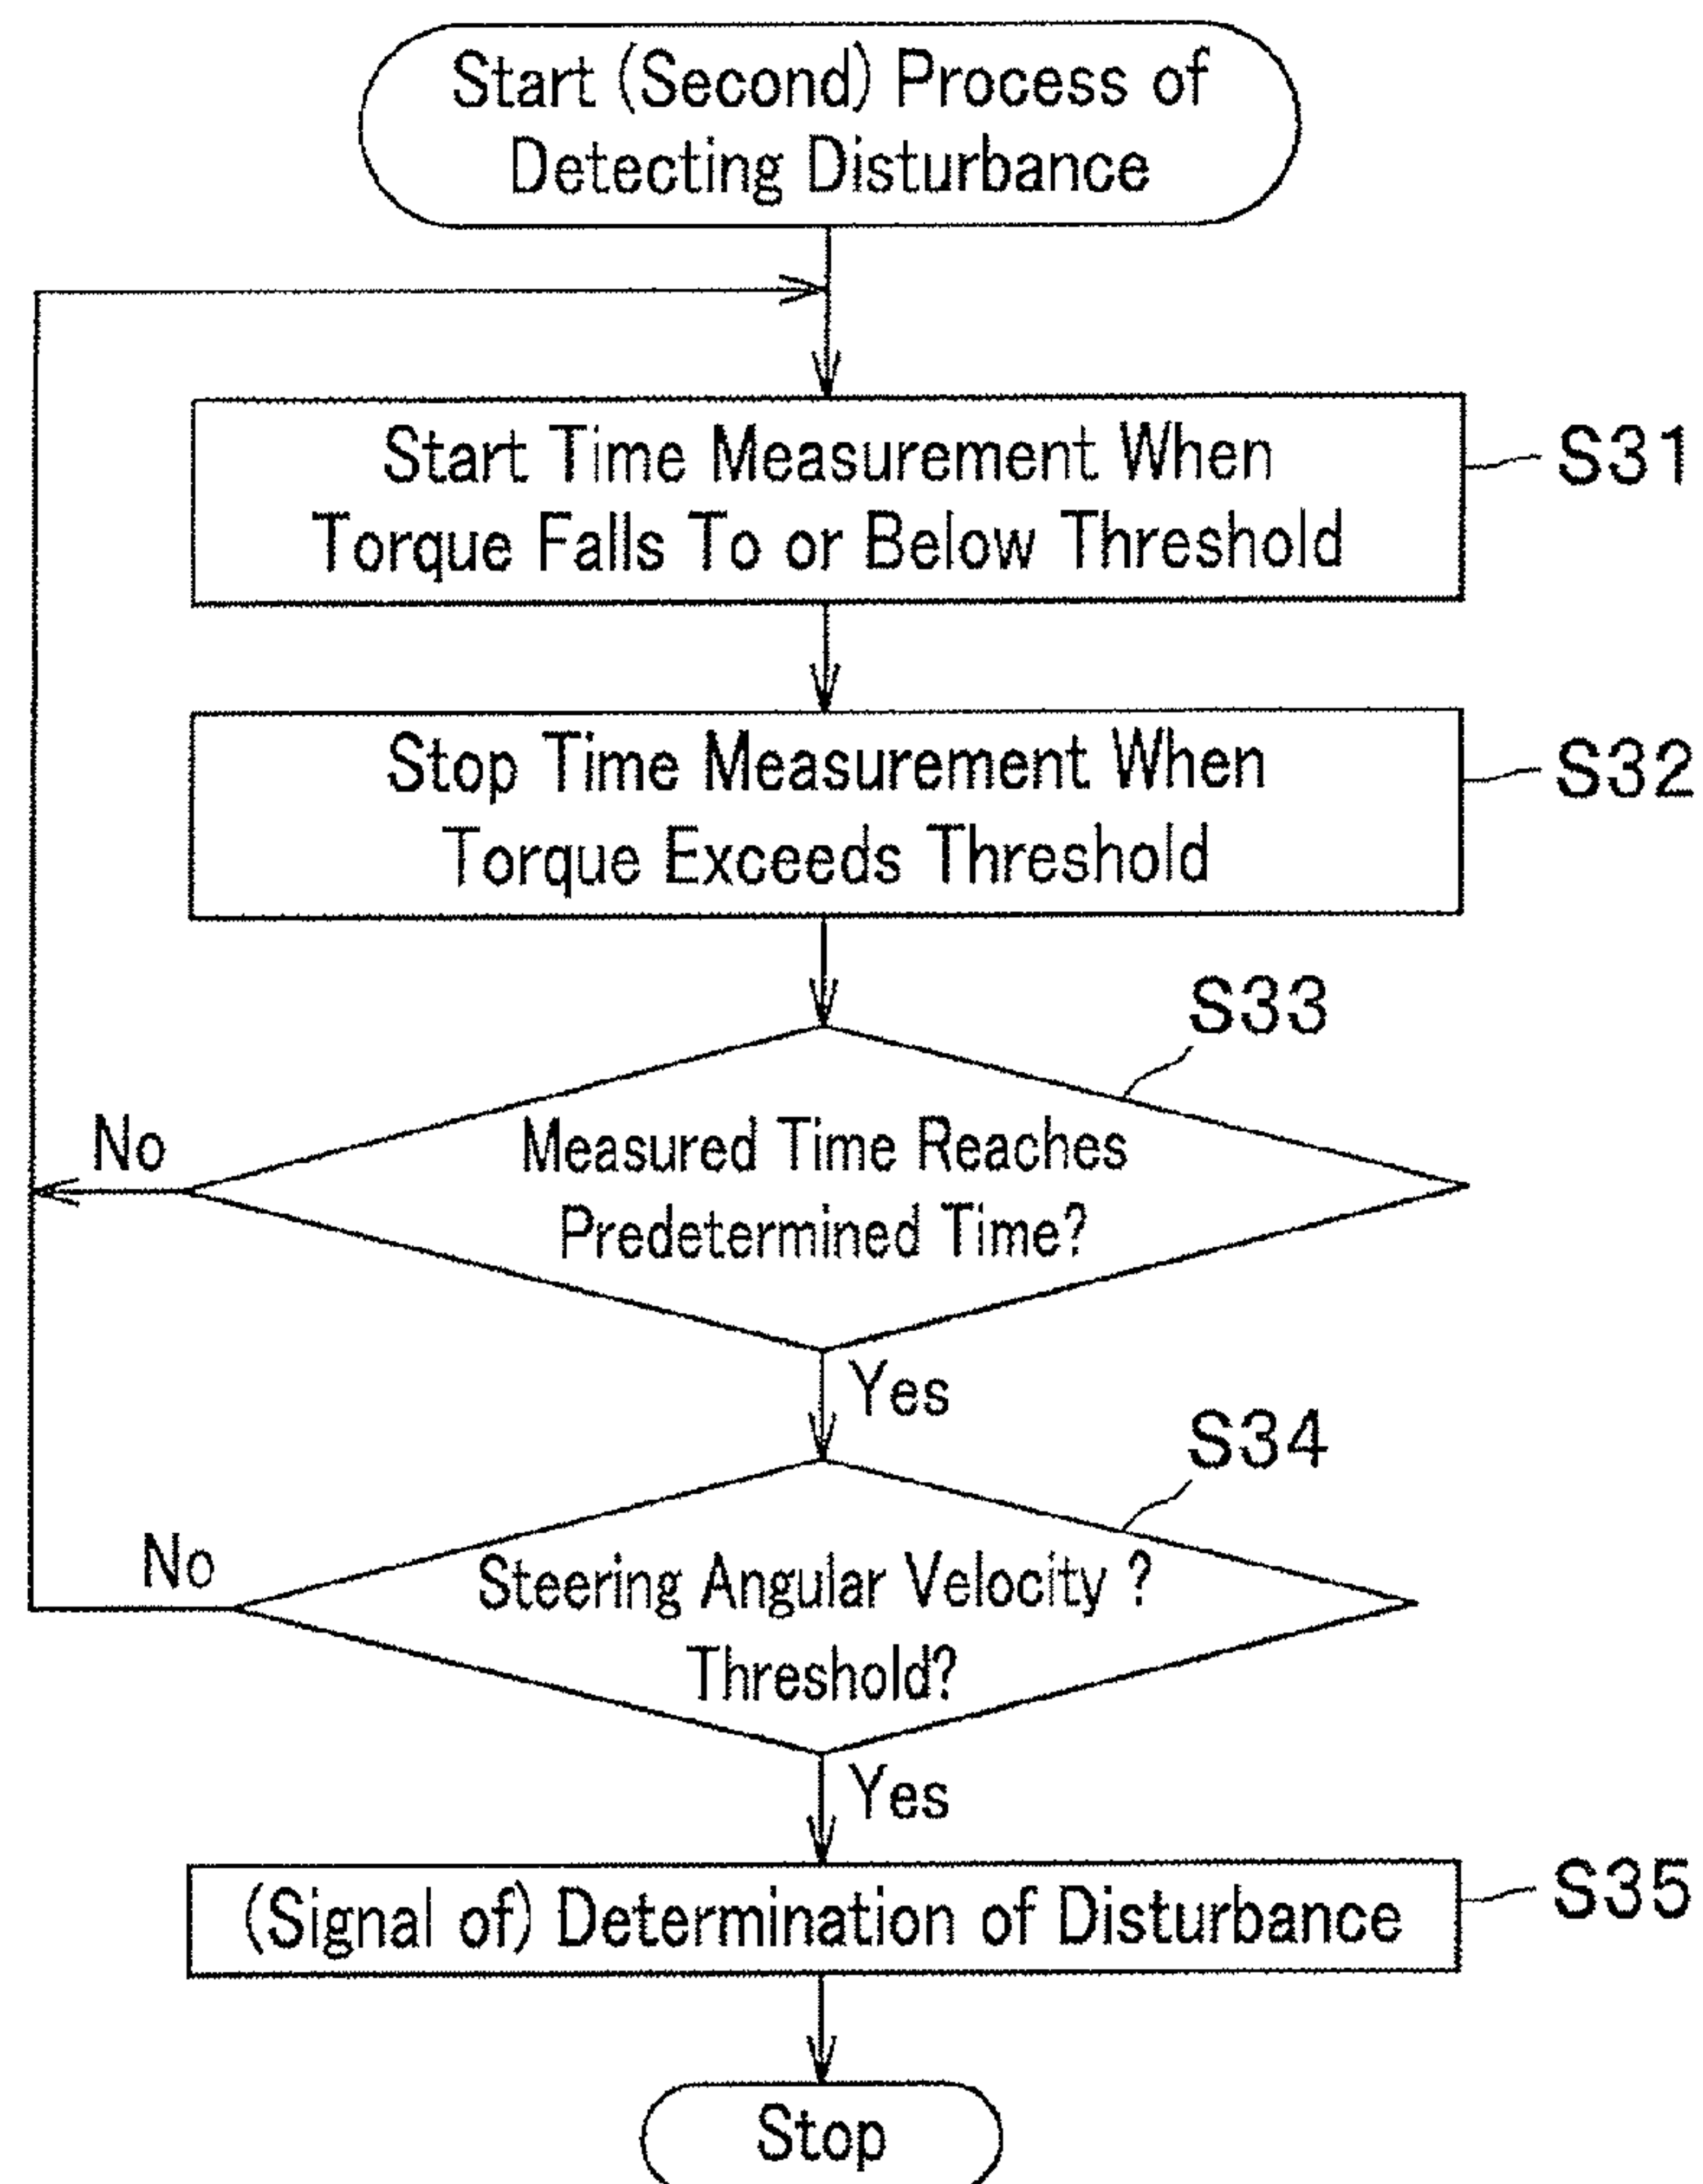 Start (Second) Process of
Detecting Disturbance
Start Time Measurement When
Torque Falls To or Below Threshold
S31
Stop Time Measurement When
Torque Exceeds Threshold
S32
S33
Measured Time Reaches
Predetermined Time?
No
Yes
S34
Steering Angular Velocity ?
Threshold?
No
Yes
(Signal of) Determination of Disturbance
S35
Stop